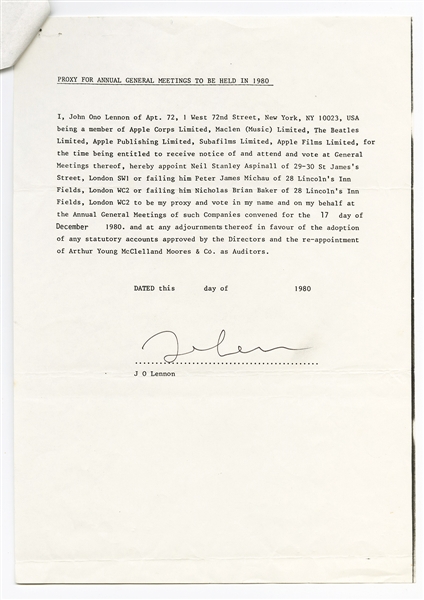 PROXY FOR ANNUAL GENERAL MEETINGS TO BE HELD IN 1980
I, John Ono Lennon of Apt. 72, 1 West 72nd Street, New York, NY 10023, USA
being a member of Apple Corps Limited, Maclen (Music) Limited, The Beatles
Limited, Apple Publishing Limited, Subafilms Limited, Apple Films Limited, for
the time being entitled to receive notice of and attend and vote at General
Meetings thereof, hereby appoint Neil Stanley Aspinall of 29-30 St James's
Street, London SW1 or failing him Peter James Michau of 28 Lincoln's Inn
Fields, London WC2 or failing him Nicholas Brian Baker of 28 Lincoln's Inn
Fields, London WC2 to be my proxy and vote in my name and on my behalf at
the Annual General Meetings of such Companies convened for the 17 day of
December 1980. and at any adjournments thereof in favour of the adoption
of any statutory accounts approved by the Directors and the re-appointment
of Arthur Young McClelland Moores & Co. as Auditors.
DATED this day of 1980
J O Lennon